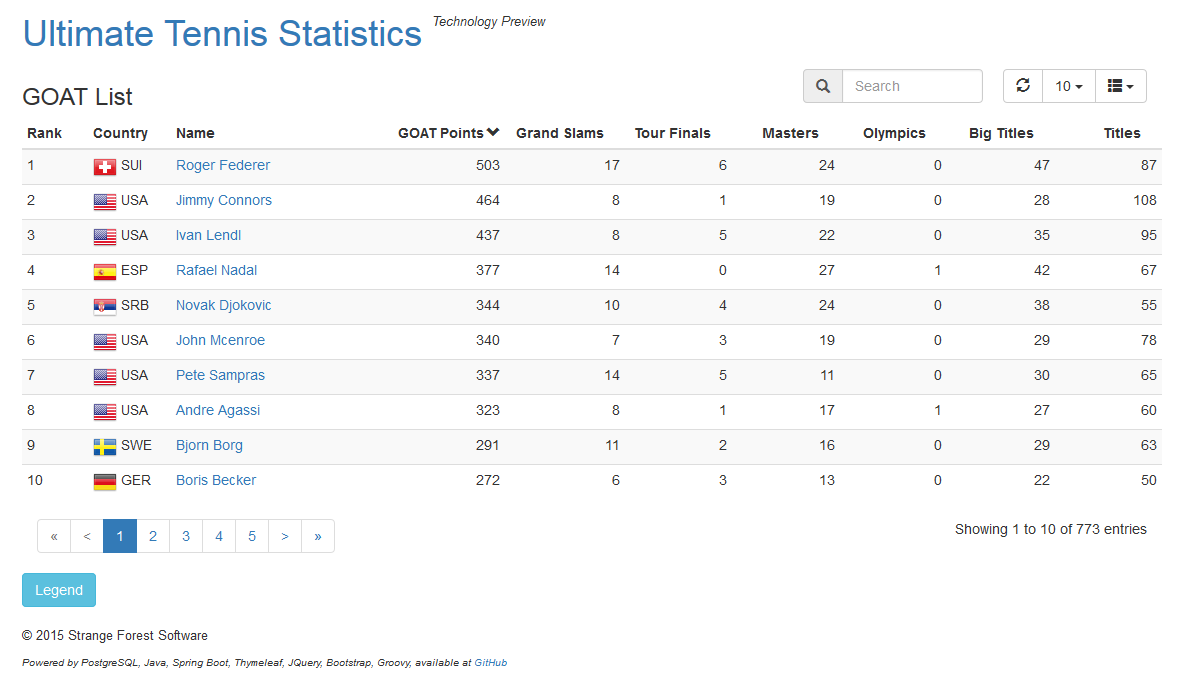 Ultimate Tennis Statistics Technology Preview
GOAT List
Search
10
Rank Country Name GOAT Points Grand Slams Tour Finals Masters Olympics Big Titles Titles
1 SUI Roger Federer 503 17 6 24 0 47 87
2 USA Jimmy Connors 464 8 1 19 0 28 108
3 USA Ivan Lendl 437 8 5 22 0 35 95
4 ESP Rafael Nadal 377 14 0 27 1 42 67
5 SRB Novak Djokovic 344 10 4 24 0 38 55
6 USA John Mcenroe 340 7 3 19 0 29 78
7 USA Pete Sampras 337 14 5 11 0 30 65
8 USA Andre Agassi 323 8 1 17 1 27 60
9 SWE Bjorn Borg 291 11 2 16 0 29 63
10 GER Boris Becker 272 6 3 13 0 22 50
« < 1 2 3 4 5 > »
Showing 1 to 10 of 773 entries
Legend
© 2015 Strange Forest Software
Powered by PostgreSQL, Java, Spring Boot, Thymeleaf, JQuery, Bootstrap, Groovy, available at GitHub